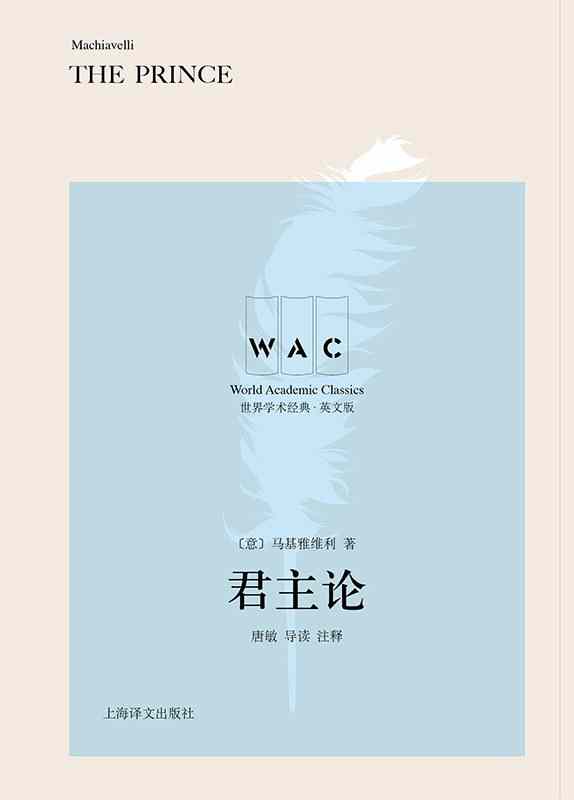 Machiavelli
THE PRINCE
WAC
World Academic Classics
世界学术经典·英文版
〔意〕马基雅维利 著
君主论
唐敏 导读 注释
上海译文出版社